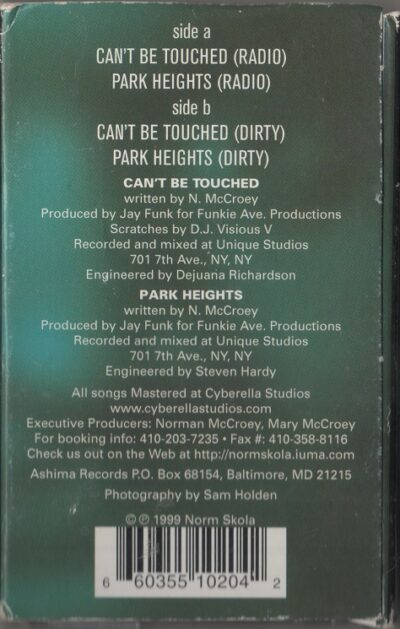 side a
CAN'T BE TOUCHED (RADIO)
PARK HEIGHTS (RADIO)
side b
CAN'T BE TOUCHED (DIRTY)
PARK HEIGHTS (DIRTY)
CAN'T BE TOUCHED
written by N. McCroey
Produced by Jay Funk for Funkie Ave. Productions
Scratches by D.J. Visious V
Recorded and mixed at Unique Studios
701 7th Ave., NY, NY
Engineered by Dejuana Richardson
PARK HEIGHTS
written by N. McCroey
Produced by Jay Funk for Funkie Ave. Productions
Recorded and mixed at Unique Studios
701 7th Ave., NY, NY
Engineered by Steven Hardy
All songs Mastered at Cyberella Studios
www.cyberellastudios.com
Executive Producers: Norman McCroey, Mary McCroey
For booking info: 410-203-7235 • Fax #: 410-358-8116
Check us out on the Web at http://normskola.iuma.com
Ashima Records P.O. Box 68154, Baltimore, MD 21215
Photography by Sam Holden
©℗ 1999 Norm Skola
6 60355 10204 2